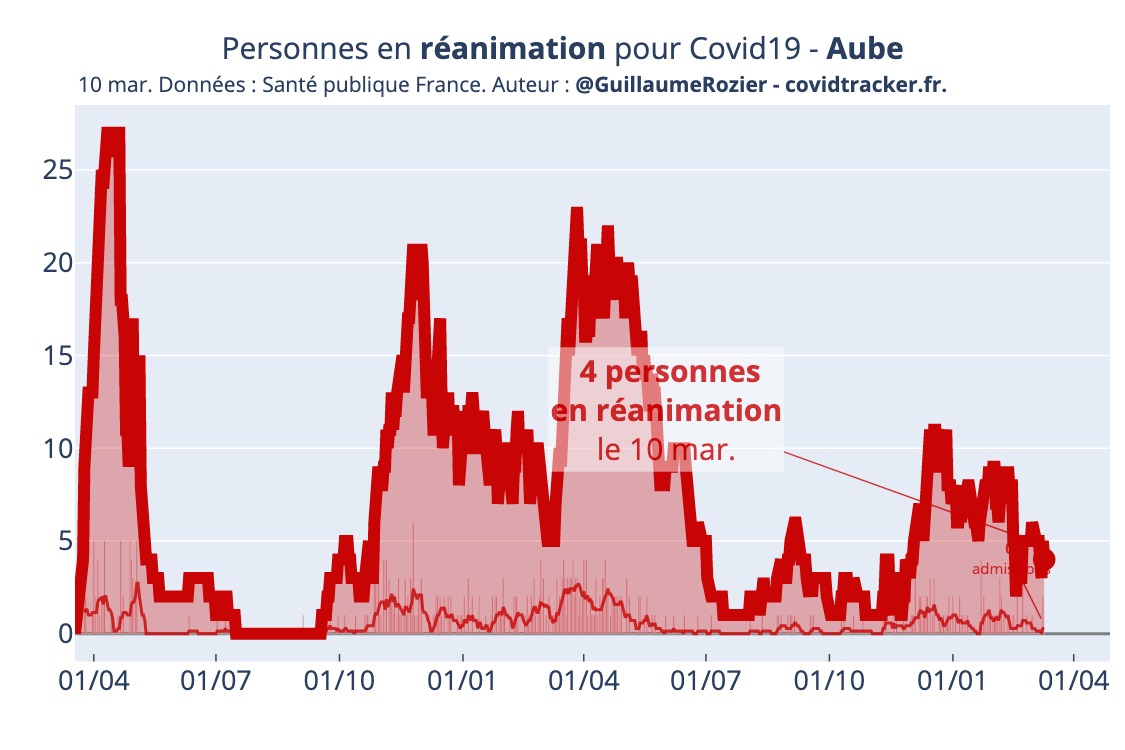 Personnes en réanimation pour Covid19 - Aube
10 mar. Données : Santé publique France. Auteur : @GuillaumeRozier - covidtracker.fr.
25
20
15
10
5
0
4 personnes
en réanimation
le 10 mar.
01/04 01/07 01/10 01/01 01/04 01/07 01/10 01/01 01/04